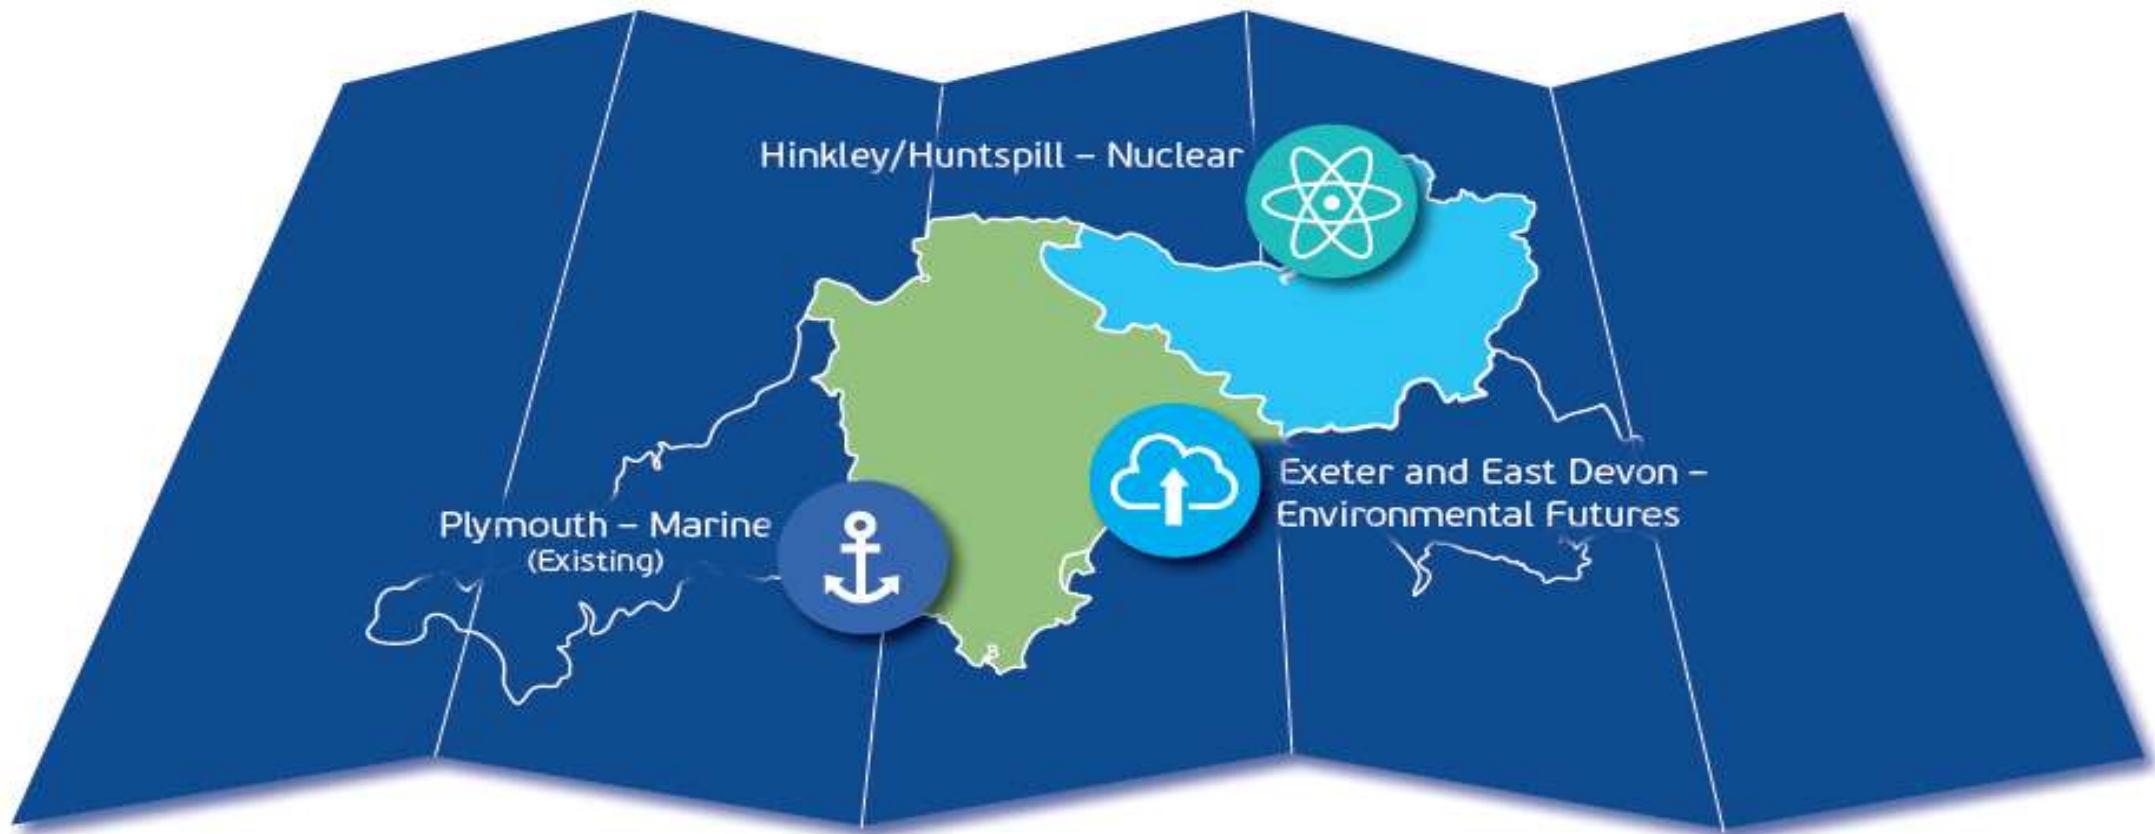 Hinkley/Huntspill – Nuclear
Exeter and East Devon –
Environmental Futures
Plymouth – Marine
(Existing)